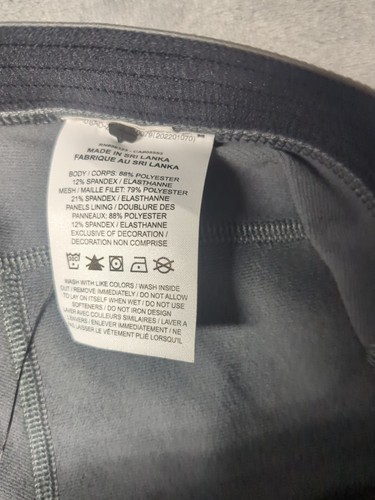 MADE IN SRI LANKA
FABRIQUE AU SRI LANKA
BODY / CORPS: 88% POLYESTER
12% SPANDEX / ELASTHANNE
MESH / MAILLE FILET: 79% POLYESTER
21% SPANDEX / ELASTHANNE
PANELS LINING / DOUBLURE DES
PANNEAUX: 88% POLYESTER
12% SPANDEX / ELASTHANNE
EXCLUSIVE OF DECORATION /
DECORATION NON COMPRISE
WASH WITH LIKE COLORS / WASH INSIDE
OUT / REMOVE IMMEDIATELY / DO NOT ALLOW
TO LAY ON ITSELF WHEN WET / DO NOT USE
SOFTENERS / DO NOT IRON DESIGN
LAVER AVEC COULEURS SIMILAIRES / LAVER A
L'ENVERS / ENLEVER IMMÉDIATEMENT / NE
PAS LAISSER LE VÊTEMENT PLIÉ LORSQU'IL